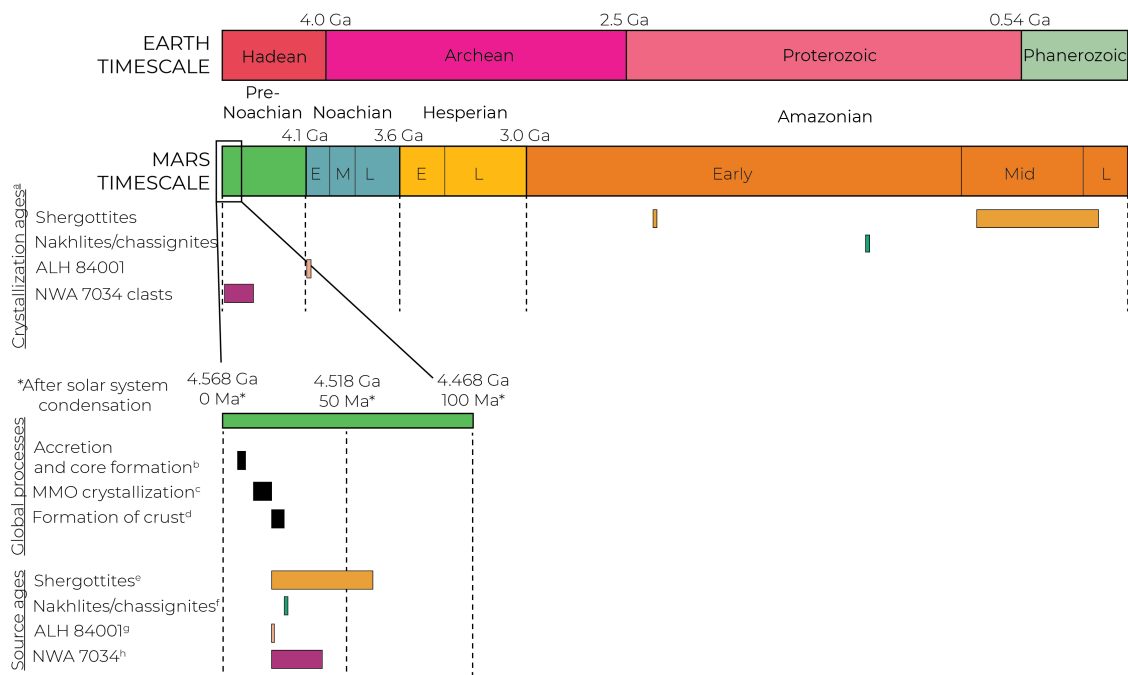 4.0 Ga 2.5 Ga 0.54 Ga
EARTH
TIMESCALE
Hadean Archean Proterozoic Phanerozoic
Pre-
Noachian Noachian Hesperian Amazonian
4.1 Ga 3.6 Ga 3.0 Ga
MARS
TIMESCALE
E M L E L Early Mid L
Crystallization agesª
Shergottites
Nakhlites/chassignites
ALH 84001
NWA 7034 clasts
*After solar system
condensation
4.568 Ga 4.518 Ga 4.468 Ga
0 Ma* 50 Ma* 100 Ma*
Global processes
Accretion
and core formationᵇ
MMO crystallizationᶜ
Formation of crustᵈ
Source ages
Shergottitesᵉ
Nakhlites/chassignitesᶠ
ALH 84001ᵍ
NWA 7034ʰ